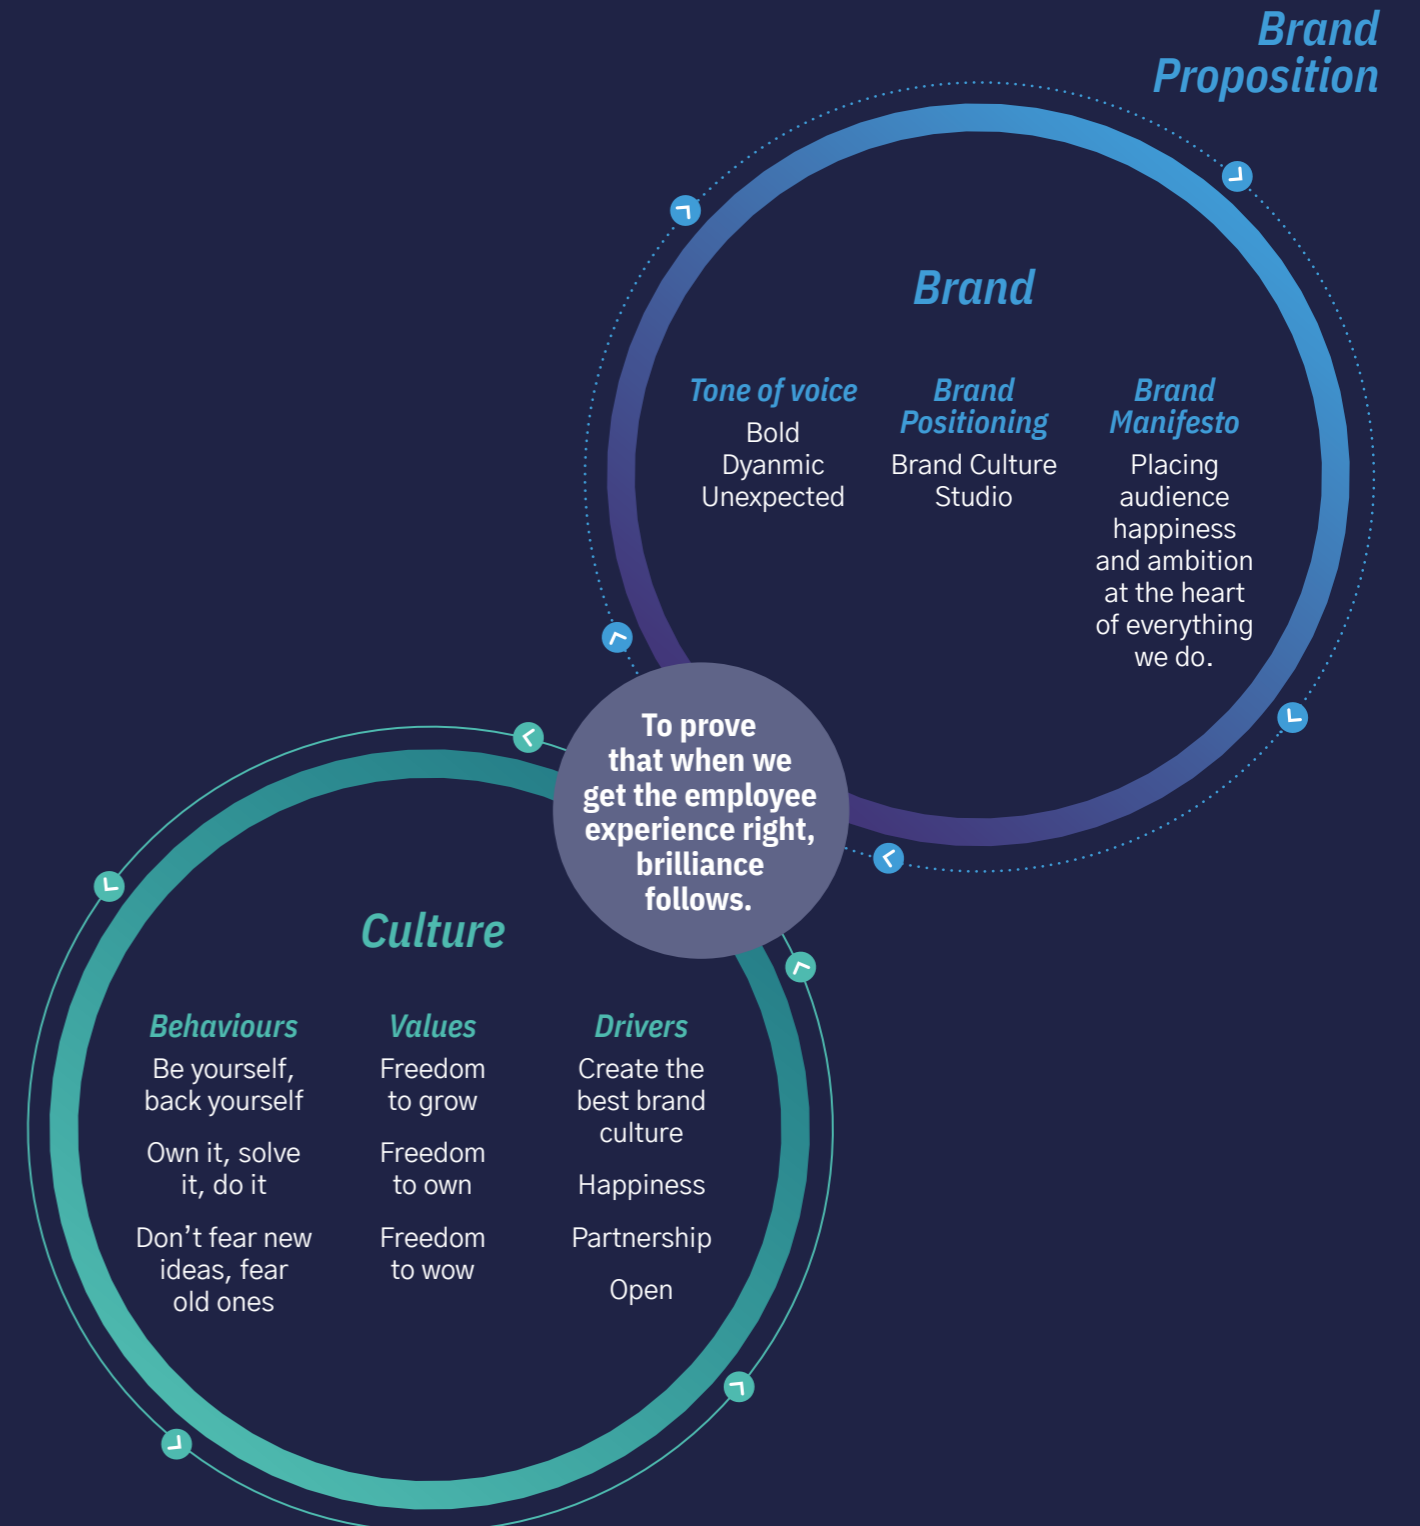 Brand
Proposition
Brand
Tone of voice
Bold
Dyanmic
Unexpected
Brand
Positioning
Brand Culture
Studio
Brand
Manifesto
Placing
audience
happiness
and ambition
at the heart
of everything
we do.
To prove
that when we
get the employee
experience right,
brilliance
follows.
Culture
Behaviours
Be yourself,
back yourself
Own it, solve
it, do it
Don’t fear new
ideas, fear
old ones
Values
Freedom
to grow
Freedom
to own
Freedom
to wow
Drivers
Create the
best brand
culture
Happiness
Partnership
Open